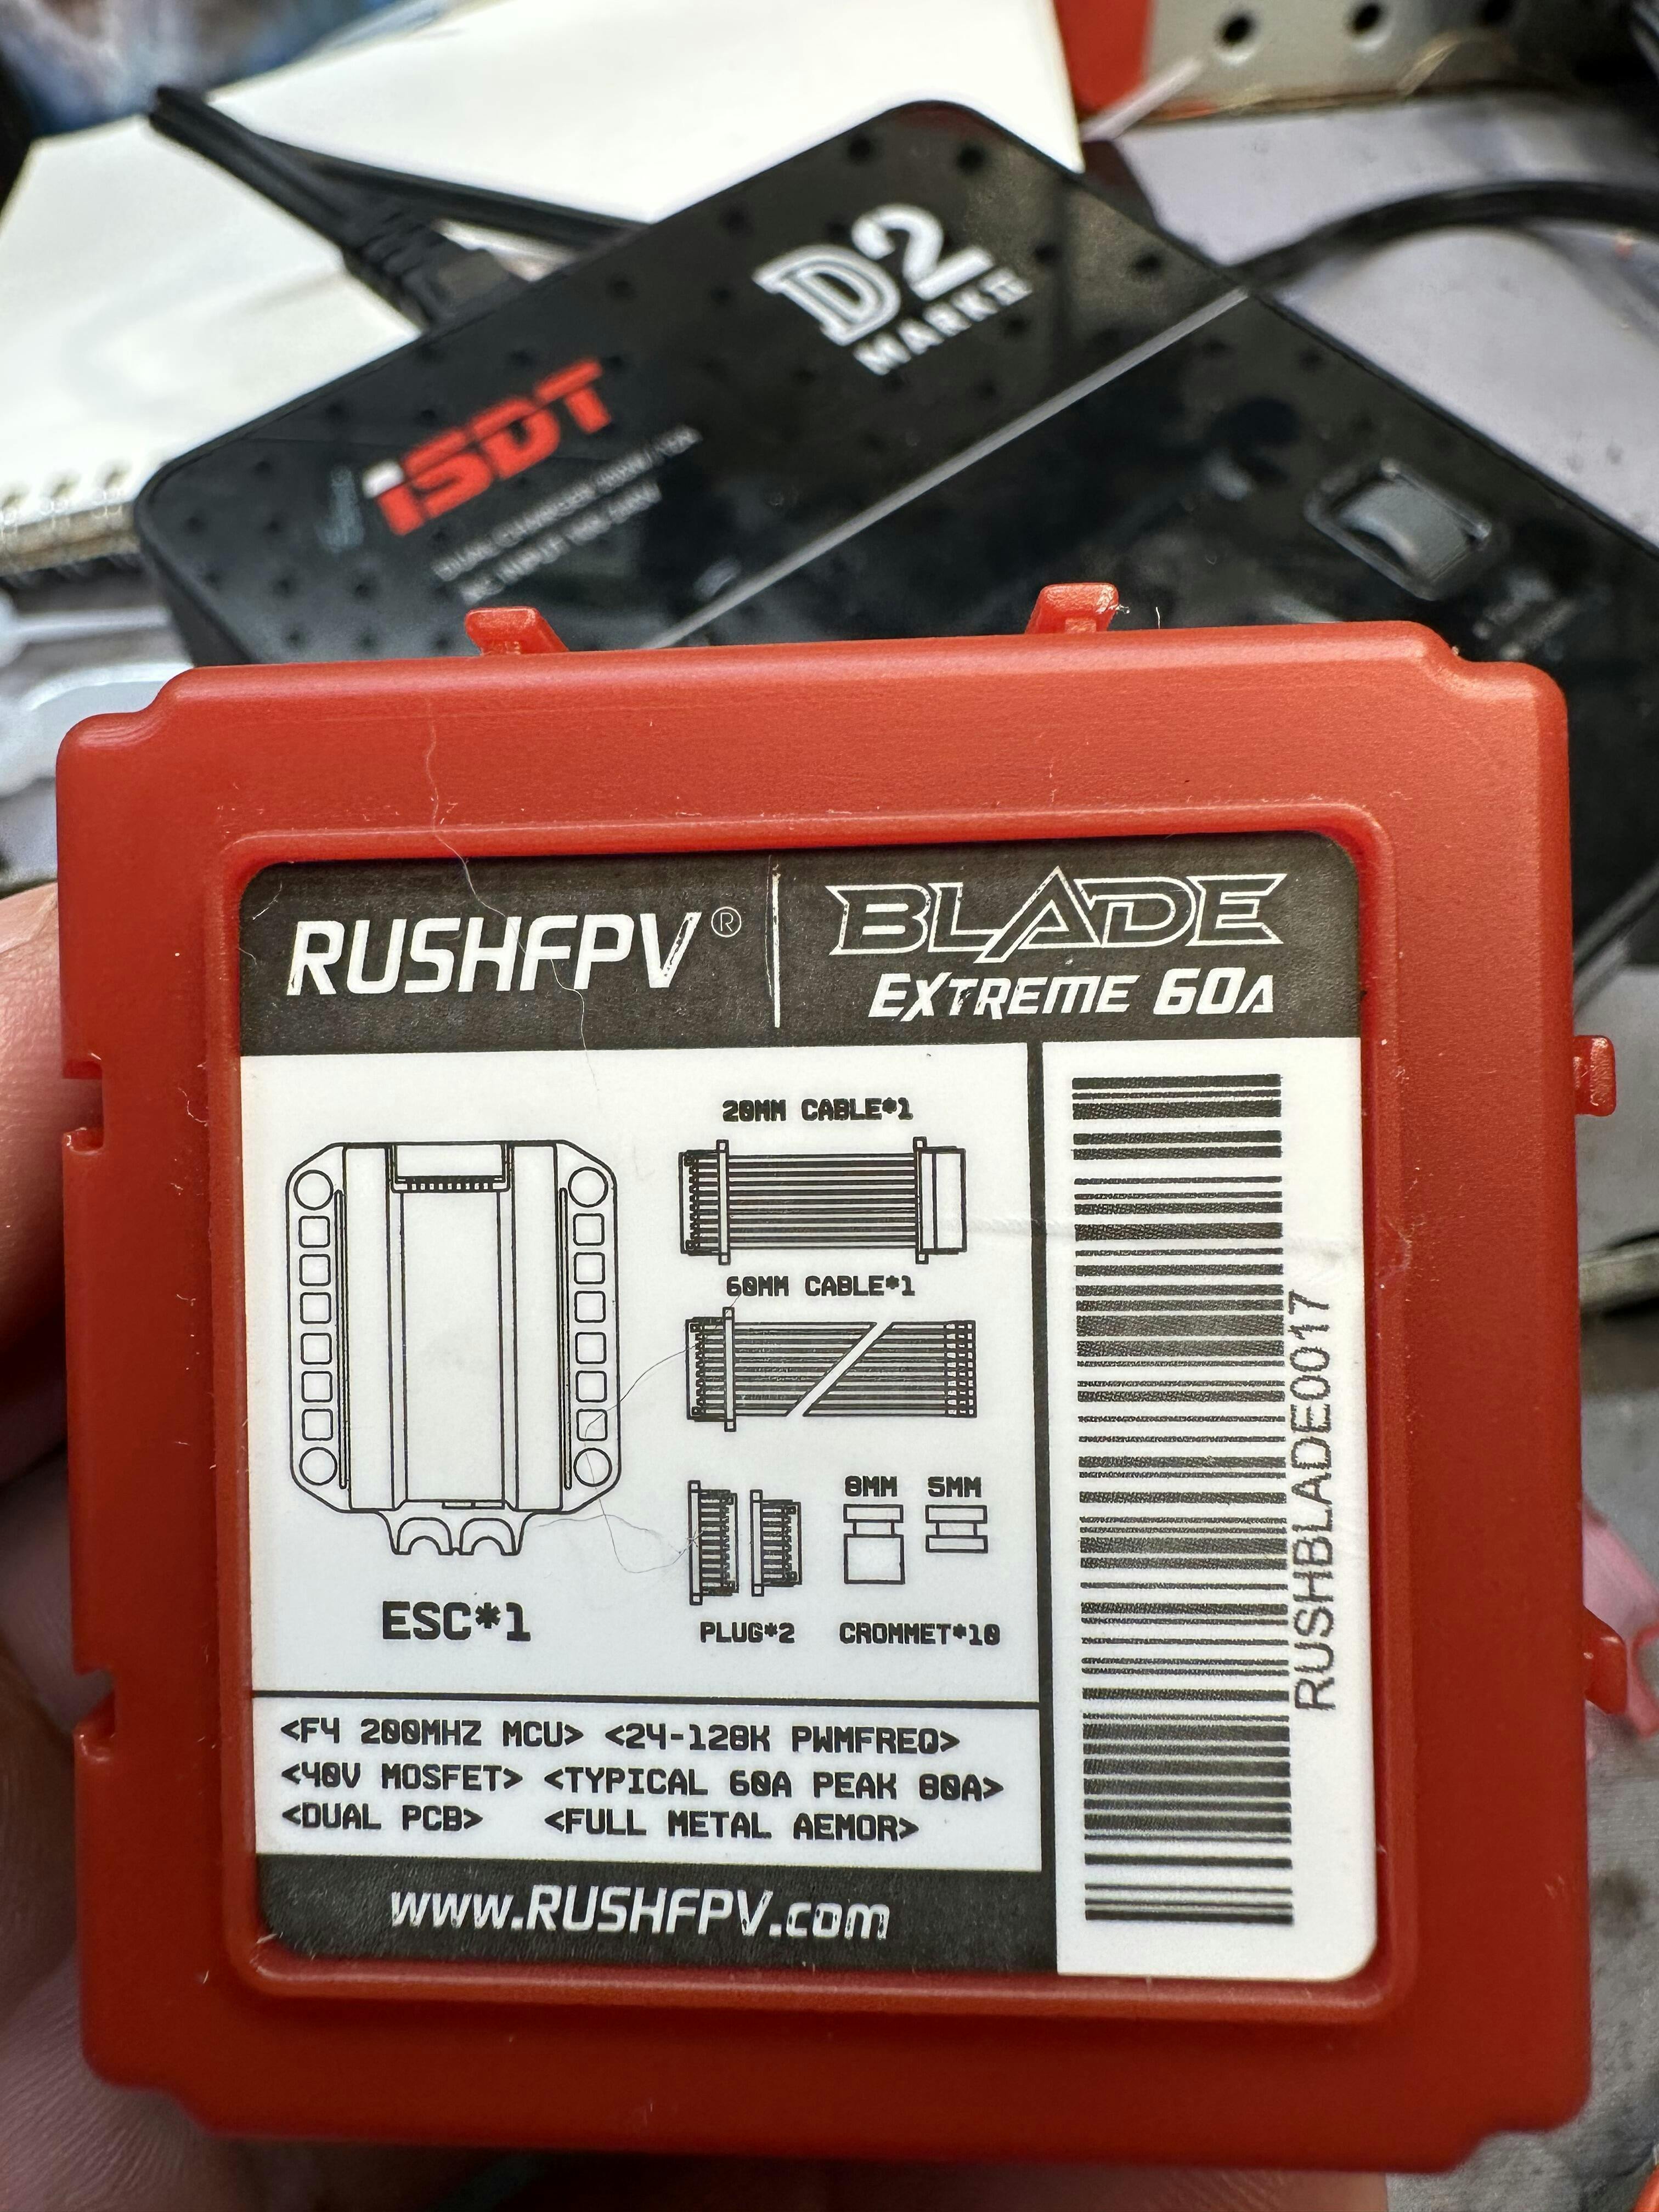 D2
MARK II
iSDT
RUSHFPV®
BLADE
EXTREME 60A
20MM CABLE*1
60MM CABLE*1
8MM 5MM
ESC*1
PLUG*2
CROMMET*10
RUSHBLADE0017
<F4 200MHZ MCU> <24-128K PWMFREQ>
<40V MOSFET> <TYPICAL 60A PEAK 80A>
<DUAL PCB> <FULL METAL AEMOR>
www.RUSHFPV.com